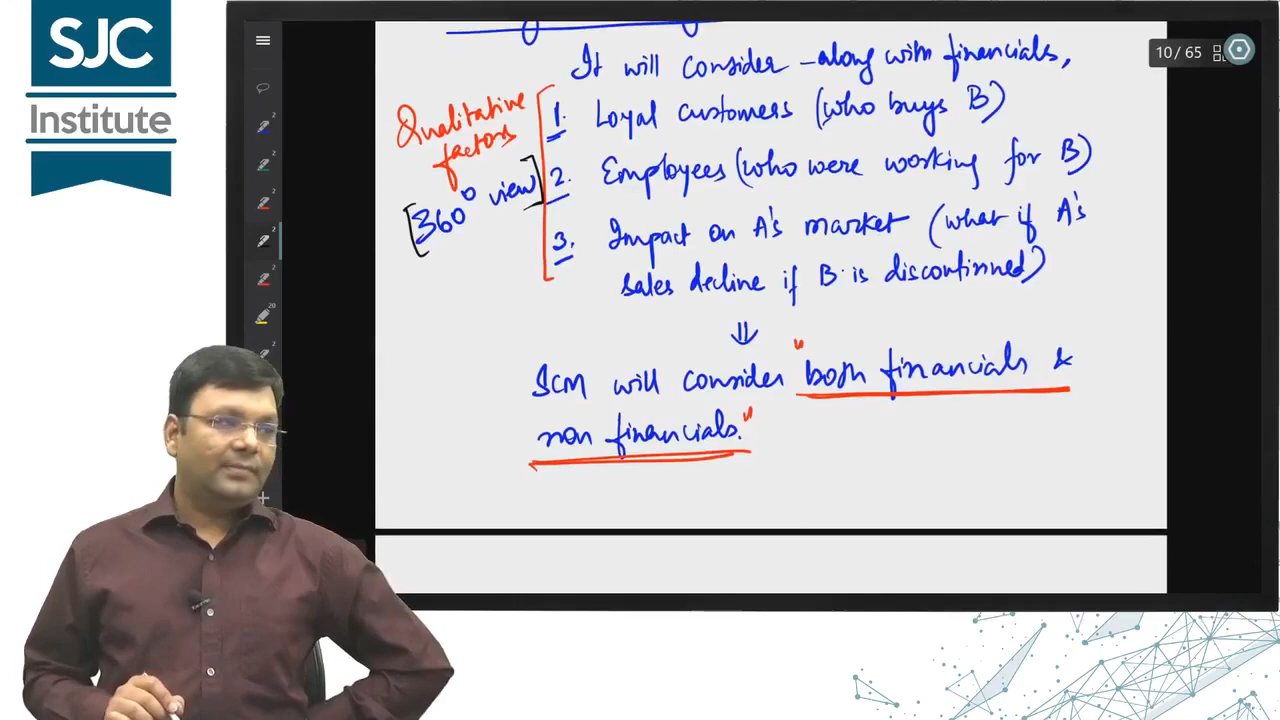 SJC
Institute
10 / 65
It will consider - along with financials,
Qualitative
factors
[360° view]
1. Loyal customers (who buys B)
2. Employees (who were working for B)
3. Impact on A's market (what if A's
sales decline if B is discontinued)
⇓
SCM will consider "both financials &
non financials."